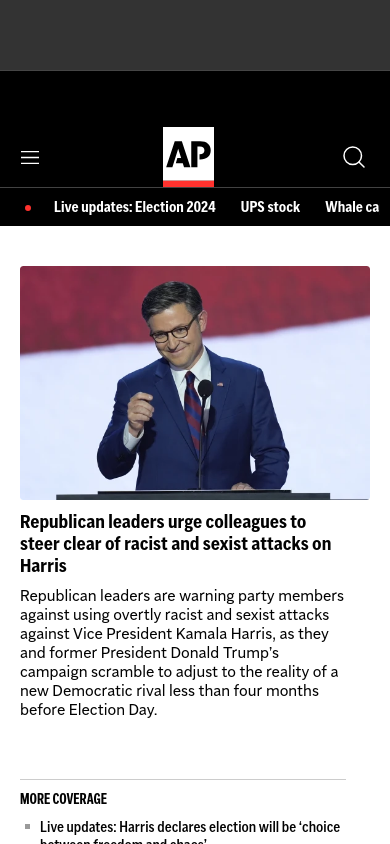 AP
Live updates: Election 2024 UPS stock Whale ca
Republican leaders urge colleagues to
steer clear of racist and sexist attacks on
Harris
Republican leaders are warning party members
against using overtly racist and sexist attacks
against Vice President Kamala Harris, as they
and former President Donald Trump’s
campaign scramble to adjust to the reality of a
new Democratic rival less than four months
before Election Day.
MORE COVERAGE
Live updates: Harris declares election will be ‘choice
between freedom and chaos’